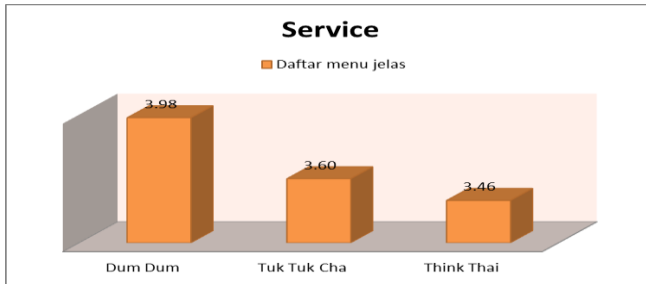 Service
Daftar menu jelas
3.98
3.60
3.46
Dum Dum Tuk Tuk Cha Think Thai